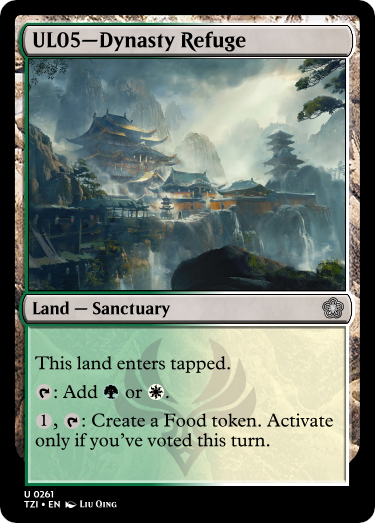 UL05—Dynasty Refuge
Land — Sanctuary
This land enters tapped.
: Add or .
1, : Create a Food token. Activate
only if you've voted this turn.
U 0261
TZI • EN Liu Qing